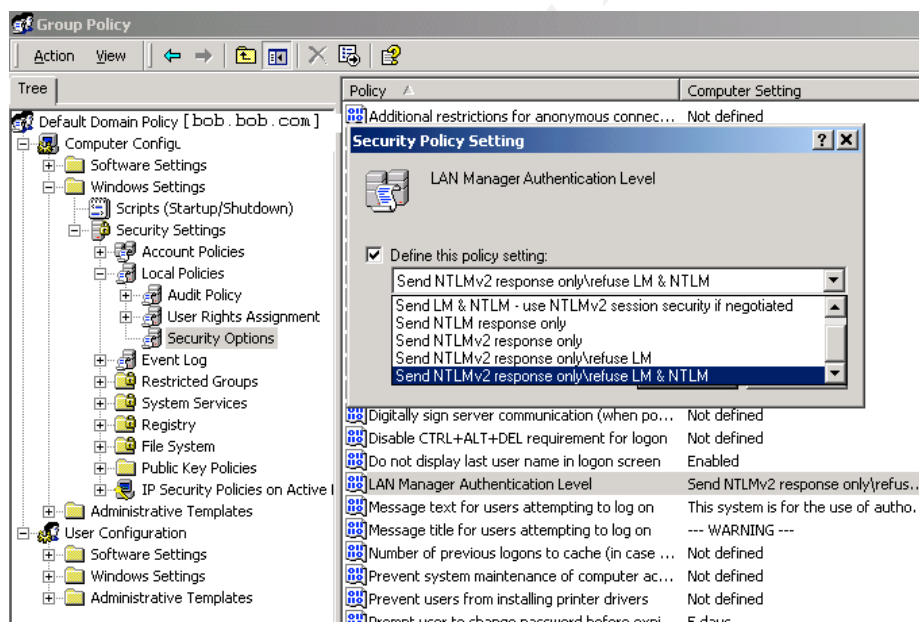 Group Policy
Action View
Tree
Policy Computer Setting
Default Domain Policy [bob.bob.com]
Computer Configu
Software Settings
Windows Settings
Scripts (Startup/Shutdown)
Security Settings
Account Policies
Local Policies
Audit Policy
User Rights Assignment
Security Options
Event Log
Restricted Groups
System Services
Registry
File System
Public Key Policies
IP Security Policies on Active
Administrative Templates
User Configuration
Software Settings
Windows Settings
Administrative Templates
Additional restrictions for anonymous connec... Not defined
Security Policy Setting
LAN Manager Authentication Level
Define this policy setting:
Send NTLMv2 response only\refuse LM & NTLM
Send LM & NTLM - use NTLMv2 session security if negotiated
Send NTLM response only
Send NTLMv2 response only
Send NTLMv2 response only\refuse LM
Send NTLMv2 response only\refuse LM & NTLM
Digitally sign server communication (when po... Not defined
Disable CTRL+ALT+DEL requirement for logon Not defined
Do not display last user name in logon screen Enabled
LAN Manager Authentication Level Send NTLMv2 response only\refus..
Message text for users attempting to log on This system is for the use of autho.
Message title for users attempting to log on --- WARNING ---
Number of previous logons to cache (in case ... Not defined
Prevent system maintenance of computer ac... Not defined
Prevent users from installing printer drivers Not defined
Prompt user to change password before expi... 5 days